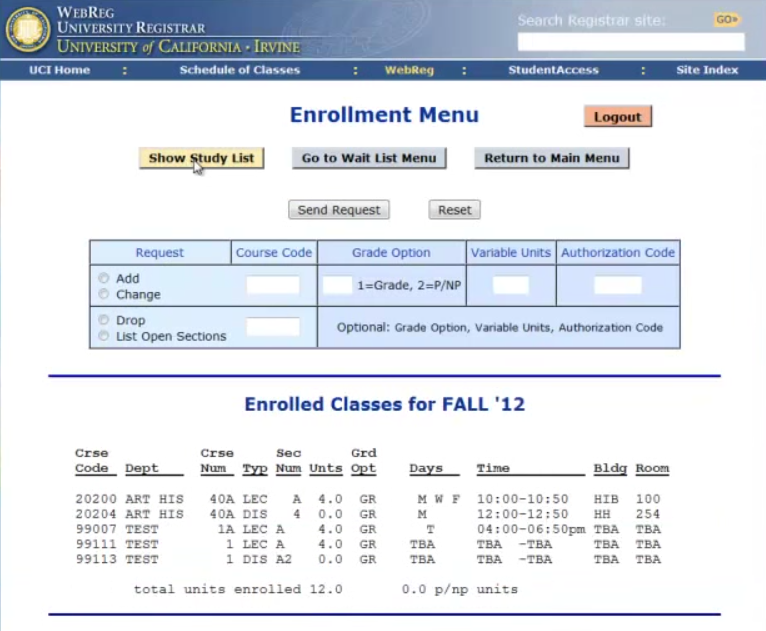 WEBREG
UNIVERSITY REGISTRAR
UNIVERSITY of CALIFORNIA · IRVINE
Search Registrar site: GO»
UCI Home : Schedule of Classes : WebReg : StudentAccess : Site Index
Enrollment Menu Logout
Show Study List Go to Wait List Menu Return to Main Menu
Send Request Reset
Request Course Code Grade Option Variable Units Authorization Code
Add
Change
1=Grade, 2=P/NP
Drop
List Open Sections
Optional: Grade Option, Variable Units, Authorization Code
Enrolled Classes for FALL '12
Crse Crse Sec Grd
Code Dept Num Typ Num Unts Opt Days Time Bldg Room
20200 ART HIS 40A LEC A 4.0 GR M W F 10:00-10:50 HIB 100
20204 ART HIS 40A DIS 4 0.0 GR M 12:00-12:50 HH 254
99007 TEST 1A LEC A 4.0 GR T 04:00-06:50pm TBA TBA
99111 TEST 1 LEC A 4.0 GR TBA TBA -TBA TBA TBA
99113 TEST 1 DIS A2 0.0 GR TBA TBA -TBA TBA TBA
total units enrolled 12.0 0.0 p/np units